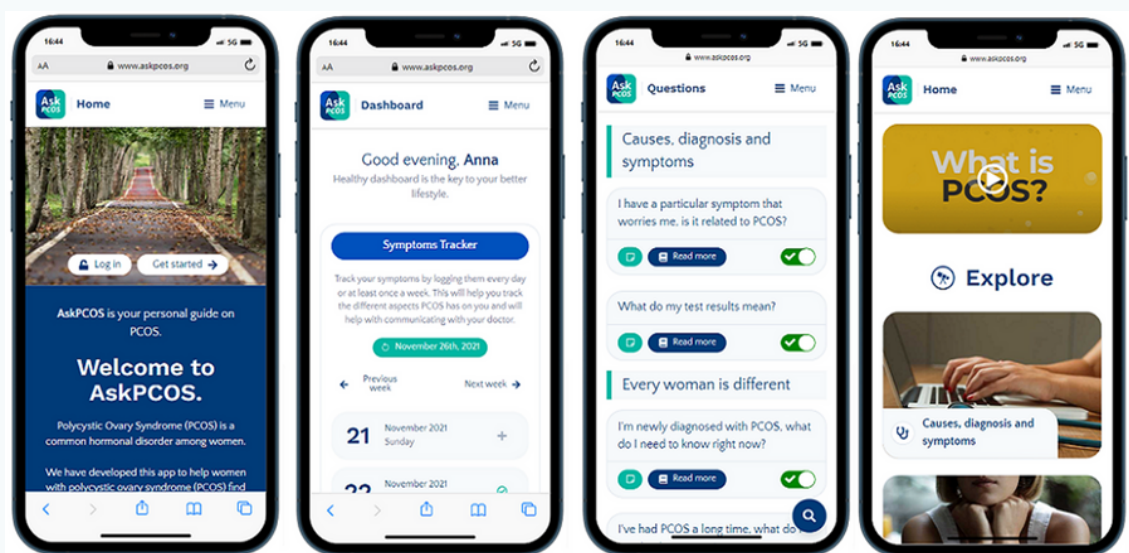 16:44
5G
AA
www.askpcos.org
Ask
PCOS
Home
Menu
Log in
Get started →
AskPCOS is your personal guide on
PCOS.
Welcome to
AskPCOS.
Polycystic Ovary Syndrome (PCOS) is a
common hormonal disorder among women.
We have developed this app to help women
with polycystic ovary syndrome (PCOS) find
16:44
5G
AA
www.askpcos.org
Ask
PCOS
Dashboard
Menu
Good evening, Anna
Healthy dashboard is the key to your better
lifestyle.
Symptoms Tracker
Track your symptoms by logging them every day
or at least once a week. This will help you track
the different aspects PCOS has on you and will
help with communicating with your doctor.
November 26th, 2021
← Previous
week
Next week →
21
November 2021
Sunday
+
22
November 2021
16:44
5G
www.askpcos.org
Ask
PCOS
Questions
Menu
Causes, diagnosis and
symptoms
I have a particular symptom that
worries me, is it related to PCOS?
Read more
What do my test results mean?
Read more
Every woman is different
I'm newly diagnosed with PCOS, what
do I need to know right now?
Read more
I've had PCOS a long time, what do
16:44
5G
www.askpcos.org
Ask
PCOS
Home
Menu
What is
PCOS?
Explore
Causes, diagnosis and
symptoms